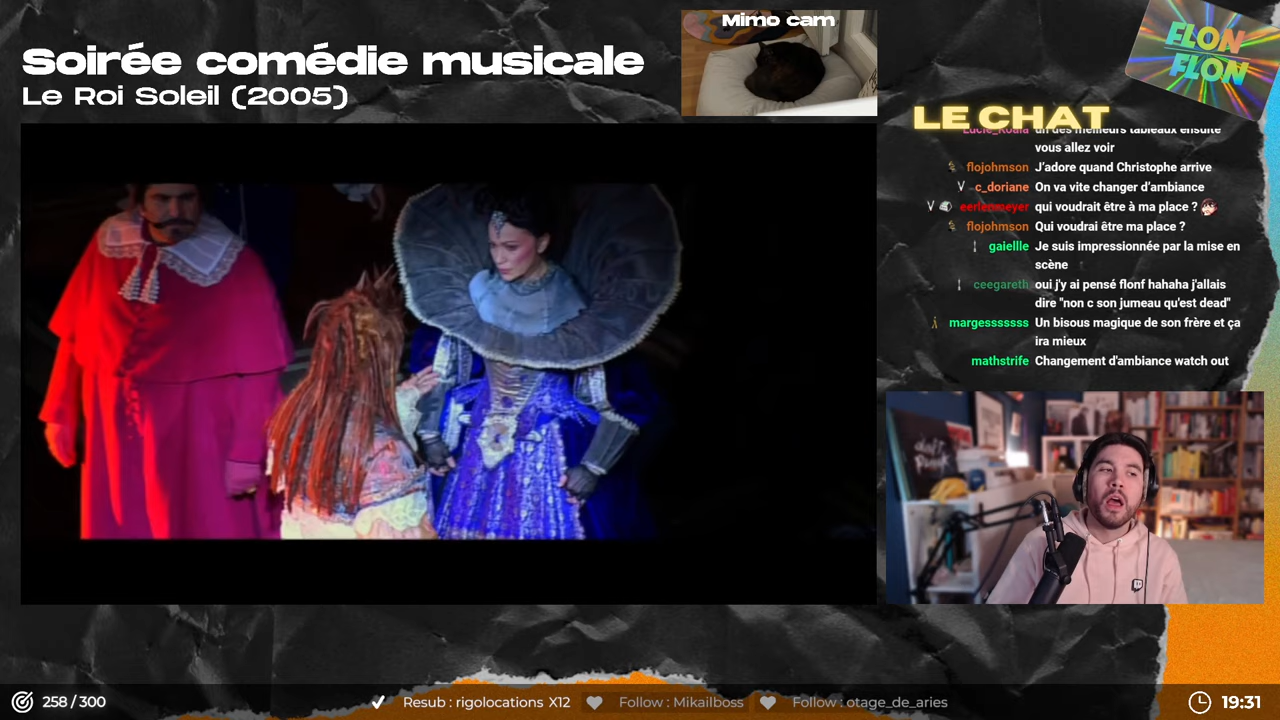 Soirée comédie musicale
Le Roi Soleil (2005)
Mimo cam
FLON
FLON
LE CHAT
Lucie_Koala un des meilleurs tableaux ensuite
vous allez voir
flojohmson J'adore quand Christophe arrive
c_doriane On va vite changer d'ambiance
eerlenmeyer qui voudrait être à ma place ?
flojohmson Qui voudrai être ma place ?
gaiellle Je suis impressionnée par la mise en
scène
ceegareth oui j'y ai pensé flonf hahaha j'allais
dire "non c son jumeau qu'est dead"
margesssssss Un bisous magique de son frère et ça
ira mieux
mathstrife Changement d'ambiance watch out
258 / 300
Resub : rigolocations X12
Follow : Mikailboss
Follow : otage_de_aries
19:31